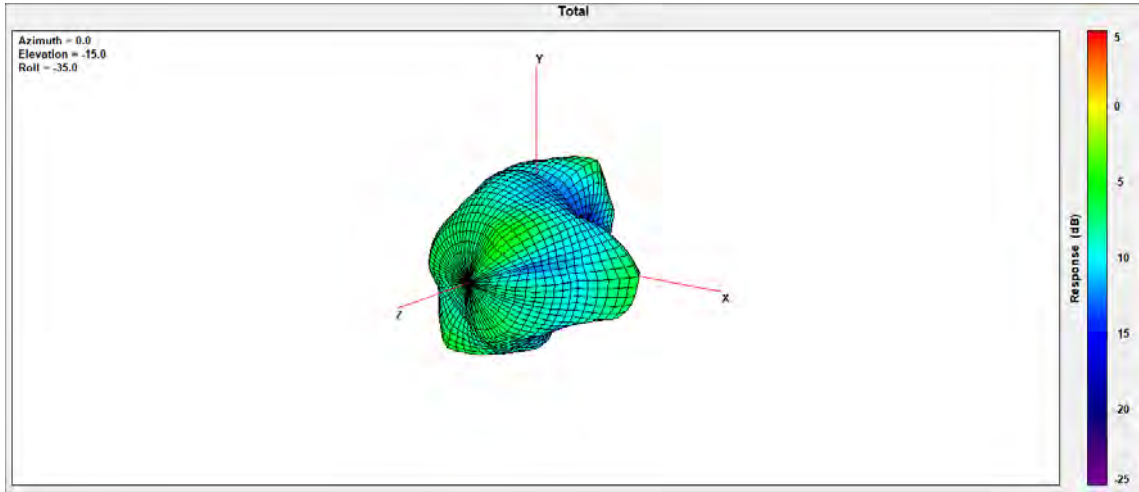 Total
Azimuth = 0.0
Elevation = -15.0
Roll = -35.0
Y
X
Z
5
0
-5
10
-15
-20
-25
Response (dB)